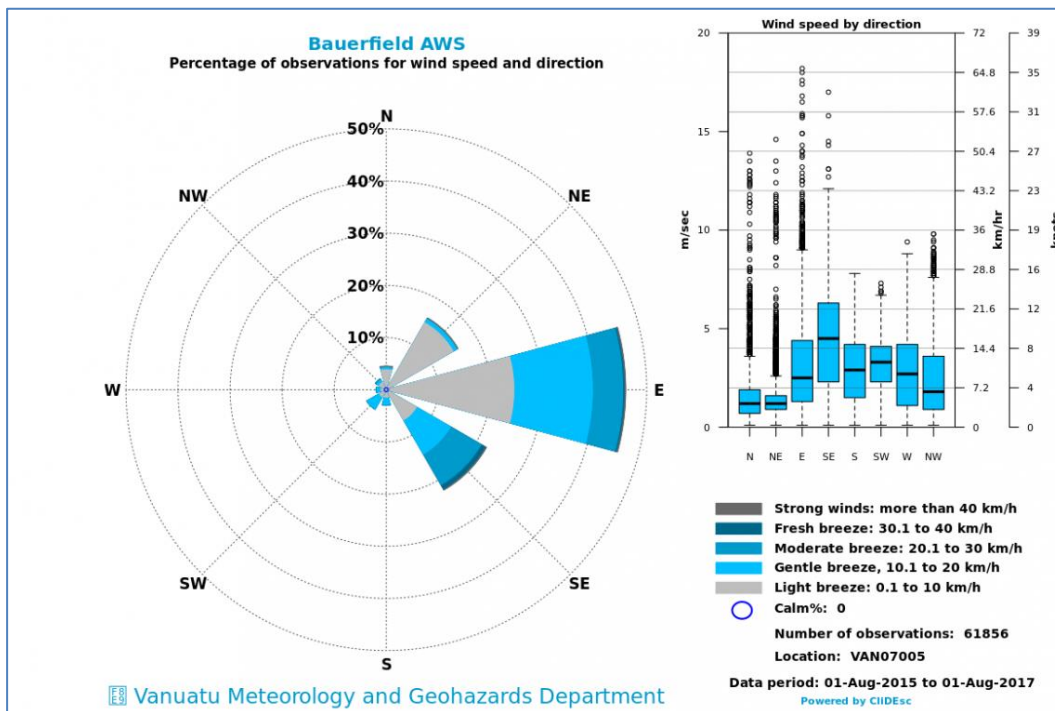 Bauerfield AWS
Percentage of observations for wind speed and direction
N
50%
40%
30%
20%
10%
NW
NE
W
E
SW
SE
S
Vanuatu Meteorology and Geohazards Department
Wind speed by direction
20
15
10
5
0
m/sec
72
64.8
57.6
50.4
43.2
36
28.8
21.6
14.4
7.2
0
km/hr
39
35
31
27
23
19
16
12
8
4
0
N NE E SE S SW W NW
Strong winds: more than 40 km/h
Fresh breeze: 30.1 to 40 km/h
Moderate breeze: 20.1 to 30 km/h
Gentle breeze, 10.1 to 20 km/h
Light breeze: 0.1 to 10 km/h
Calm%: 0
Number of observations: 61856
Location: VAN07005
Data period: 01-Aug-2015 to 01-Aug-2017
Powered by CliDEsc